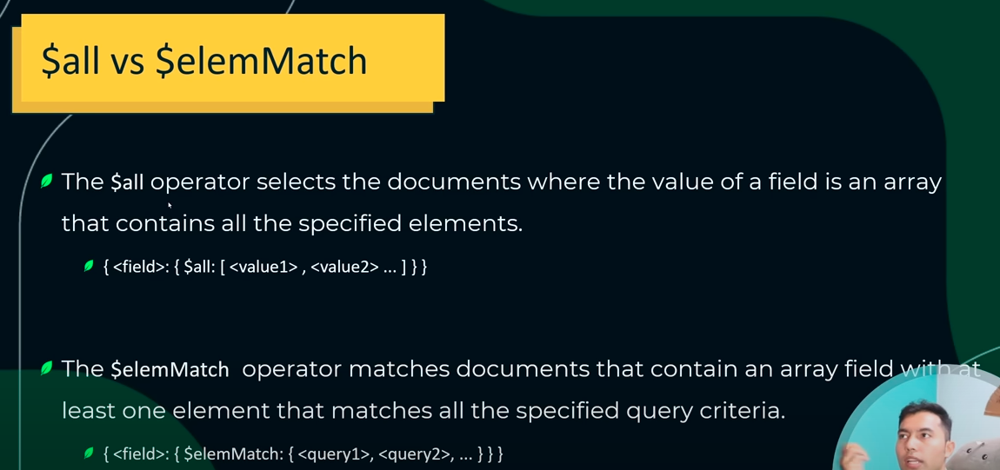 $all vs $elemMatch
The $all operator selects the documents where the value of a field is an array
that contains all the specified elements.
{ <field>: { $all: [ <value1> , <value2> ... ] } }
The $elemMatch operator matches documents that contain an array field with at
least one element that matches all the specified query criteria.
{ <field>: { $elemMatch: { <query1>, <query2>, ... } } }